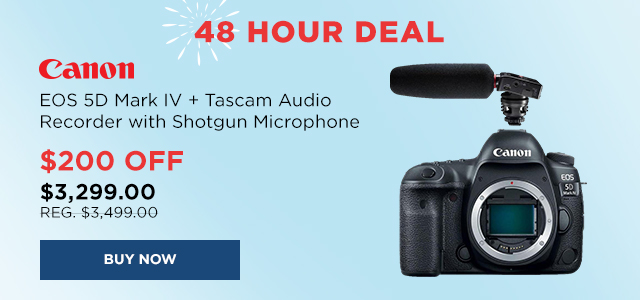 48 HOUR DEAL
Canon
EOS 5D Mark IV + Tascam Audio
Recorder with Shotgun Microphone
$200 OFF
$3,299.00
REG. $3,499.00
BUY NOW
Canon
EOS
5D
Mark IV